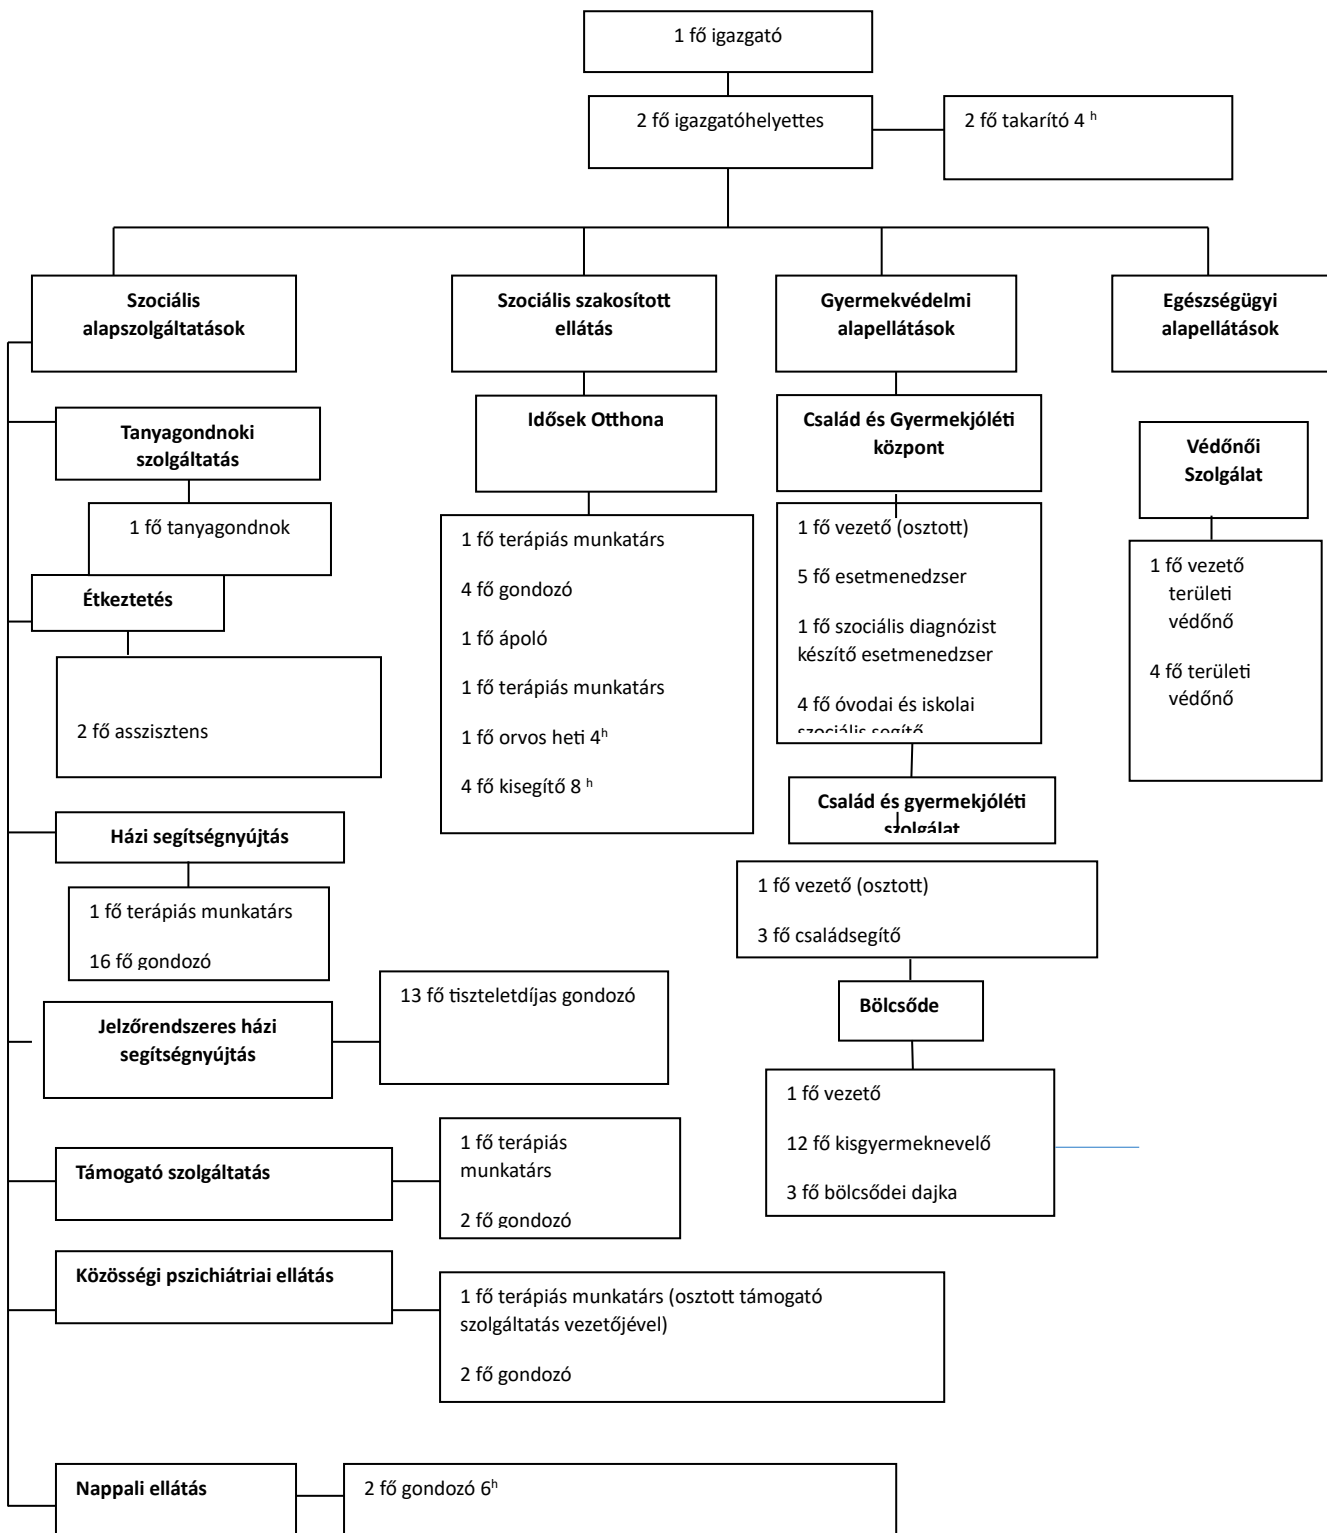 1 fő igazgató
2 fő igazgatóhelyettes
2 fő takarító 4 h
Szociális
alapszolgáltatások
Szociális szakosított
ellátás
Gyermekvédelmi
alapellátások
Egészségügyi
alapellátások
Tanyagondnoki
szolgáltatás
1 fő tanyagondnok
Étkeztetés
2 fő asszisztens
Házi segítségnyújtás
1 fő terápiás munkatárs
16 fő gondozó
Jelzőrendszeres házi
segítségnyújtás
13 fő tiszteletdíjas gondozó
Támogató szolgáltatás
1 fő terápiás
munkatárs
2 fő gondozó
Közösségi pszichiátriai ellátás
1 fő terápiás munkatárs (osztott támogató
szolgáltatás vezetőjével)
2 fő gondozó
Nappali ellátás
2 fő gondozó 6h
Idősek Otthona
1 fő terápiás munkatárs
4 fő gondozó
1 fő ápoló
1 fő terápiás munkatárs
1 fő orvos heti 4h
4 fő kisegítő 8 h
Család és Gyermekjóléti
központ
1 fő vezető (osztott)
5 fő esetmenedzser
1 fő szociális diagnózist
készítő esetmenedzser
4 fő óvodai és iskolai
szociális segítő
Család és gyermekjóléti
szolgálat
1 fő vezető (osztott)
3 fő családsegítő
Bölcsőde
1 fő vezető
12 fő kisgyermeknevelő
3 fő bölcsődei dajka
Védőnői
Szolgálat
1 fő vezető
területi
védőnő
4 fő területi
védőnő